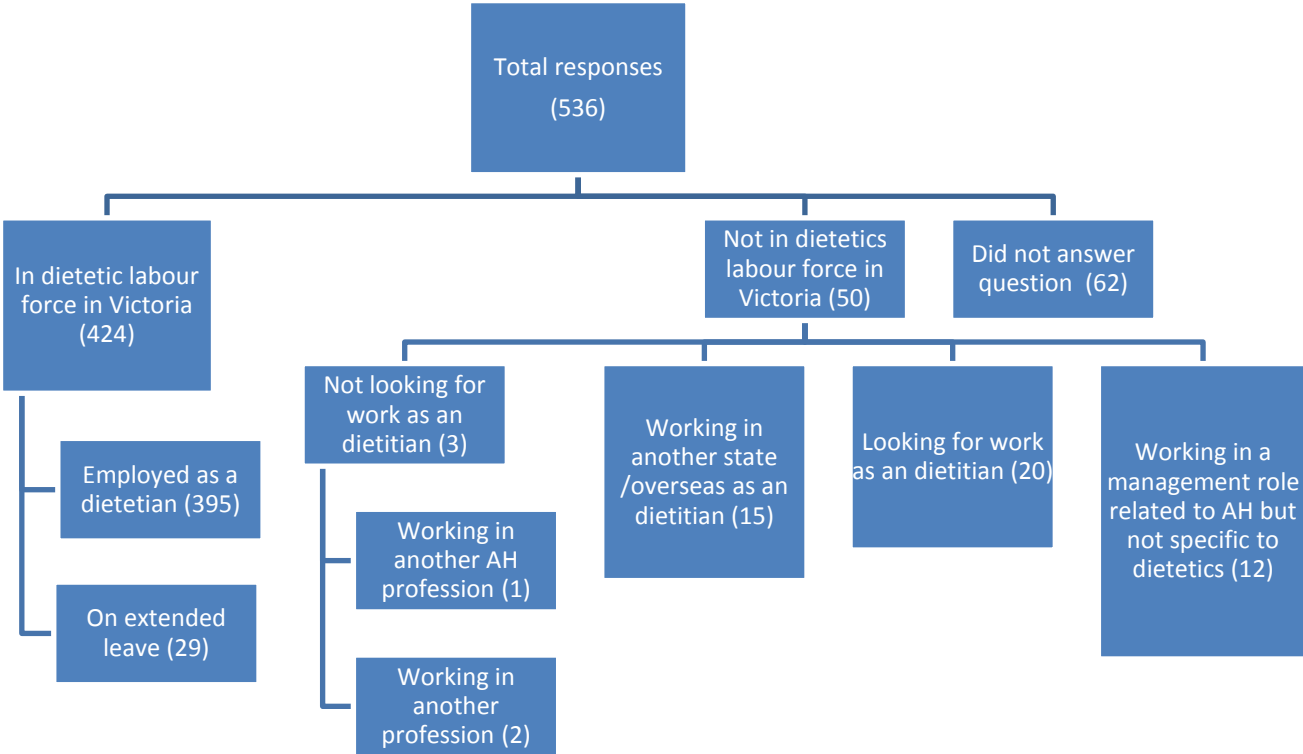 Total responses
(536)
In dietetic labour
force in Victoria
(424)
Not in dietetics
labour force in
Victoria (50)
Did not answer
question (62)
Employed as a
dietetian (395)
On extended
leave (29)
Not looking for
work as an
dietitian (3)
Working in
another AH
profession (1)
Working in
another
profession (2)
Working in
another state
/overseas as an
dietitian (15)
Looking for work
as an dietitian (20)
Working in a
management role
related to AH but
not specific to
dietetics (12)